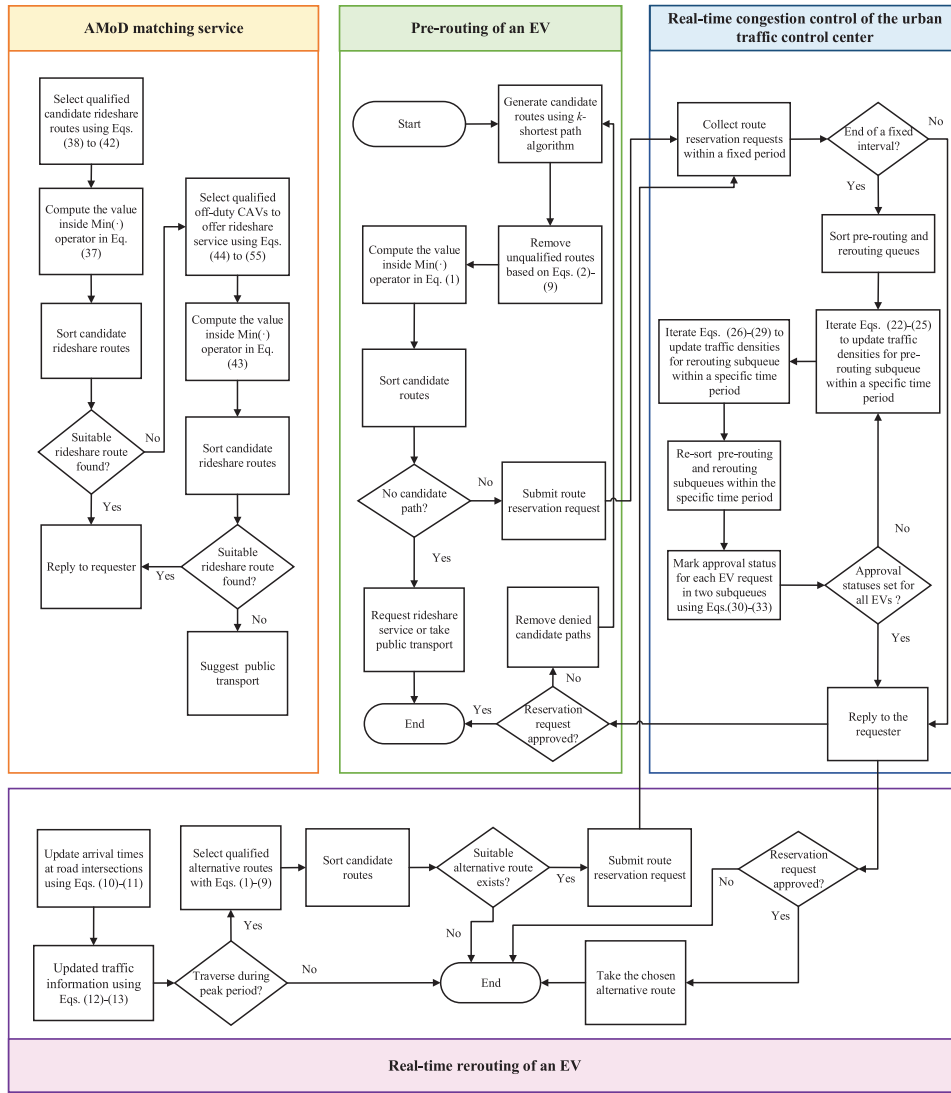 AMoD matching service
Select qualified
candidate rideshare
routes using Eqs.
(38) to (42)
Compute the value
inside Min(·)
operator in Eq.
(37)
Sort candidate
rideshare routes
Suitable
rideshare route
found?
No
Yes
Reply to requester
Select qualified
off-duty CAVs to
offer rideshare
service using Eqs.
(44) to (55)
Compute the value
inside Min(·)
operator in Eq.
(43)
Sort candidate
rideshare routes
Suitable
rideshare route
found?
Yes
No
Suggest public
transport
Pre-routing of an EV
Start
Generate candidate
routes using k-
shortest path
algorithm
Remove
unqualified routes
based on Eqs. (2)-
(9)
Compute the value
inside Min(·)
operator in Eq. (1)
Sort candidate
routes
No candidate
path?
No
Submit route
reservation request
Yes
Request rideshare
service or take
public transport
Remove denied
candidate paths
No
Reservation
request
approved?
Yes
End
Real-time congestion control of the urban
traffic control center
Collect route
reservation requests
within a fixed period
End of a fixed
interval?
No
Yes
Sort pre-routing and
rerouting queues
Iterate Eqs. (22)-(25)
to update traffic
densities for pre-
routing subqueue
within a specific time
period
Iterate Eqs. (26)-(29) to
update traffic densities
for rerouting subqueue
within a specific time
period
Re-sort pre-routing
and rerouting
subqueues within the
specific time period
Mark approval status
for each EV request
in two subqueues
using Eqs.(30)-(33)
No
Approval
statuses set for
all EVs ?
Yes
Reply to the
requester
Update arrival times
at road intersections
using Eqs. (10)-(11)
Updated traffic
information using
Eqs. (12)-(13)
Traverse during
peak period?
Yes
No
Select qualified
alternative routes
with Eqs. (1)-(9)
Sort candidate
routes
Suitable
alternative route
exists?
Yes
No
Submit route
reservation request
Reservation
request
approved?
No
Yes
Take the chosen
alternative route
End
Real-time rerouting of an EV